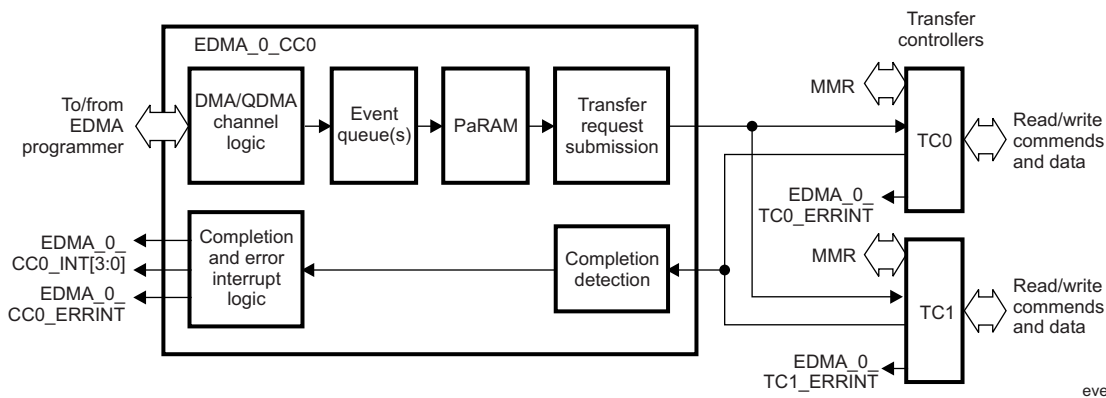 Transfer
controllers
EDMA_0_CC0
MMR
To/from
EDMA
programmer
DMA/QDMA
channel
logic
Event
queue(s)
PaRAM
Transfer
request
submission
TC0
Read/write
commends
and data
EDMA_0_
TC0_ERRINT
EDMA_0_
CC0_INT[3:0]
EDMA_0_
CC0_ERRINT
Completion
and error
interrupt
logic
Completion
detection
MMR
TC1
Read/write
commends
and data
EDMA_0_
TC1_ERRINT
eve